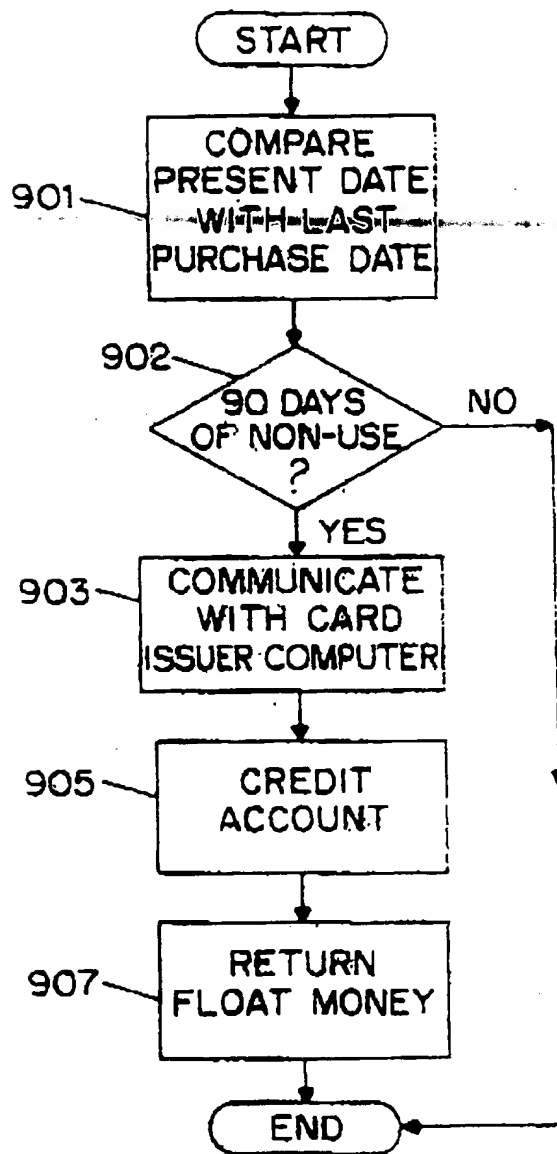 START
COMPARE
PRESENT DATE
WITH LAST
PURCHASE DATE
901
902
90 DAYS
OF NON-USE
?
NO
YES
903
COMMUNICATE
WITH CARD
ISSUER COMPUTER
905
CREDIT
ACCOUNT
907
RETURN
FLOAT MONEY
END